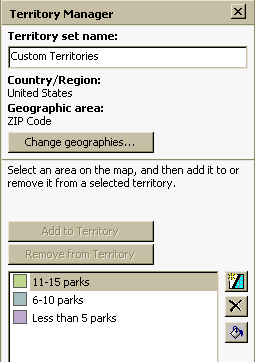 Territory Manager
Territory set name:
Custom Territories
Country/Region:
United States
Geographic area:
ZIP Code
Change geographies...
Select an area on the map, and then add it to or
remove it from a selected territory.
Add to Territory
Remove from Territory
11-15 parks
6-10 parks
Less than 5 parks